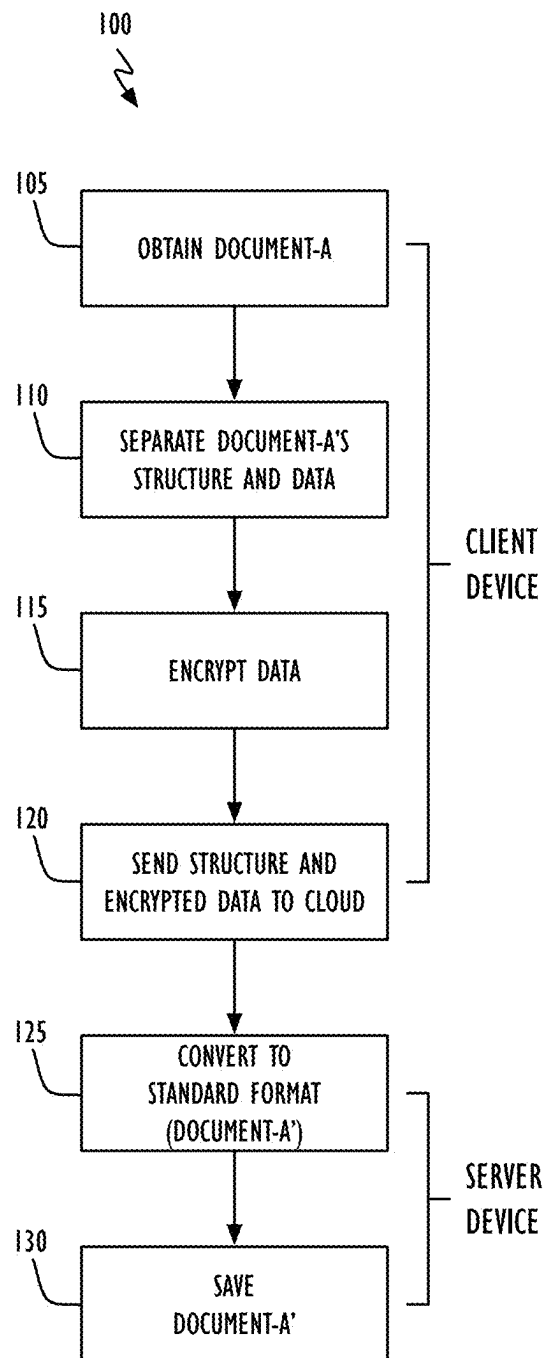 100
105
OBTAIN DOCUMENT-A
110
SEPARATE DOCUMENT-A'S
STRUCTURE AND DATA
CLIENT
DEVICE
115
ENCRYPT DATA
120
SEND STRUCTURE AND
ENCRYPTED DATA TO CLOUD
125
CONVERT TO
STANDARD FORMAT
(DOCUMENT-A')
SERVER
DEVICE
130
SAVE
DOCUMENT-A'